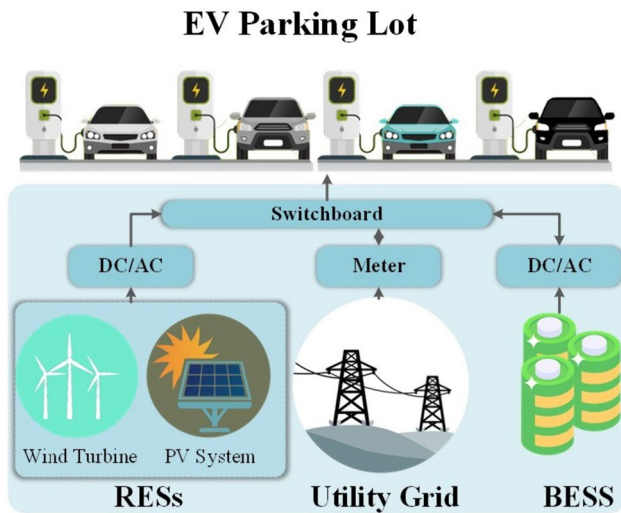 EV Parking Lot
Switchboard
DC/AC
Meter
DC/AC
Wind Turbine
PV System
RESs
Utility Grid
BESS